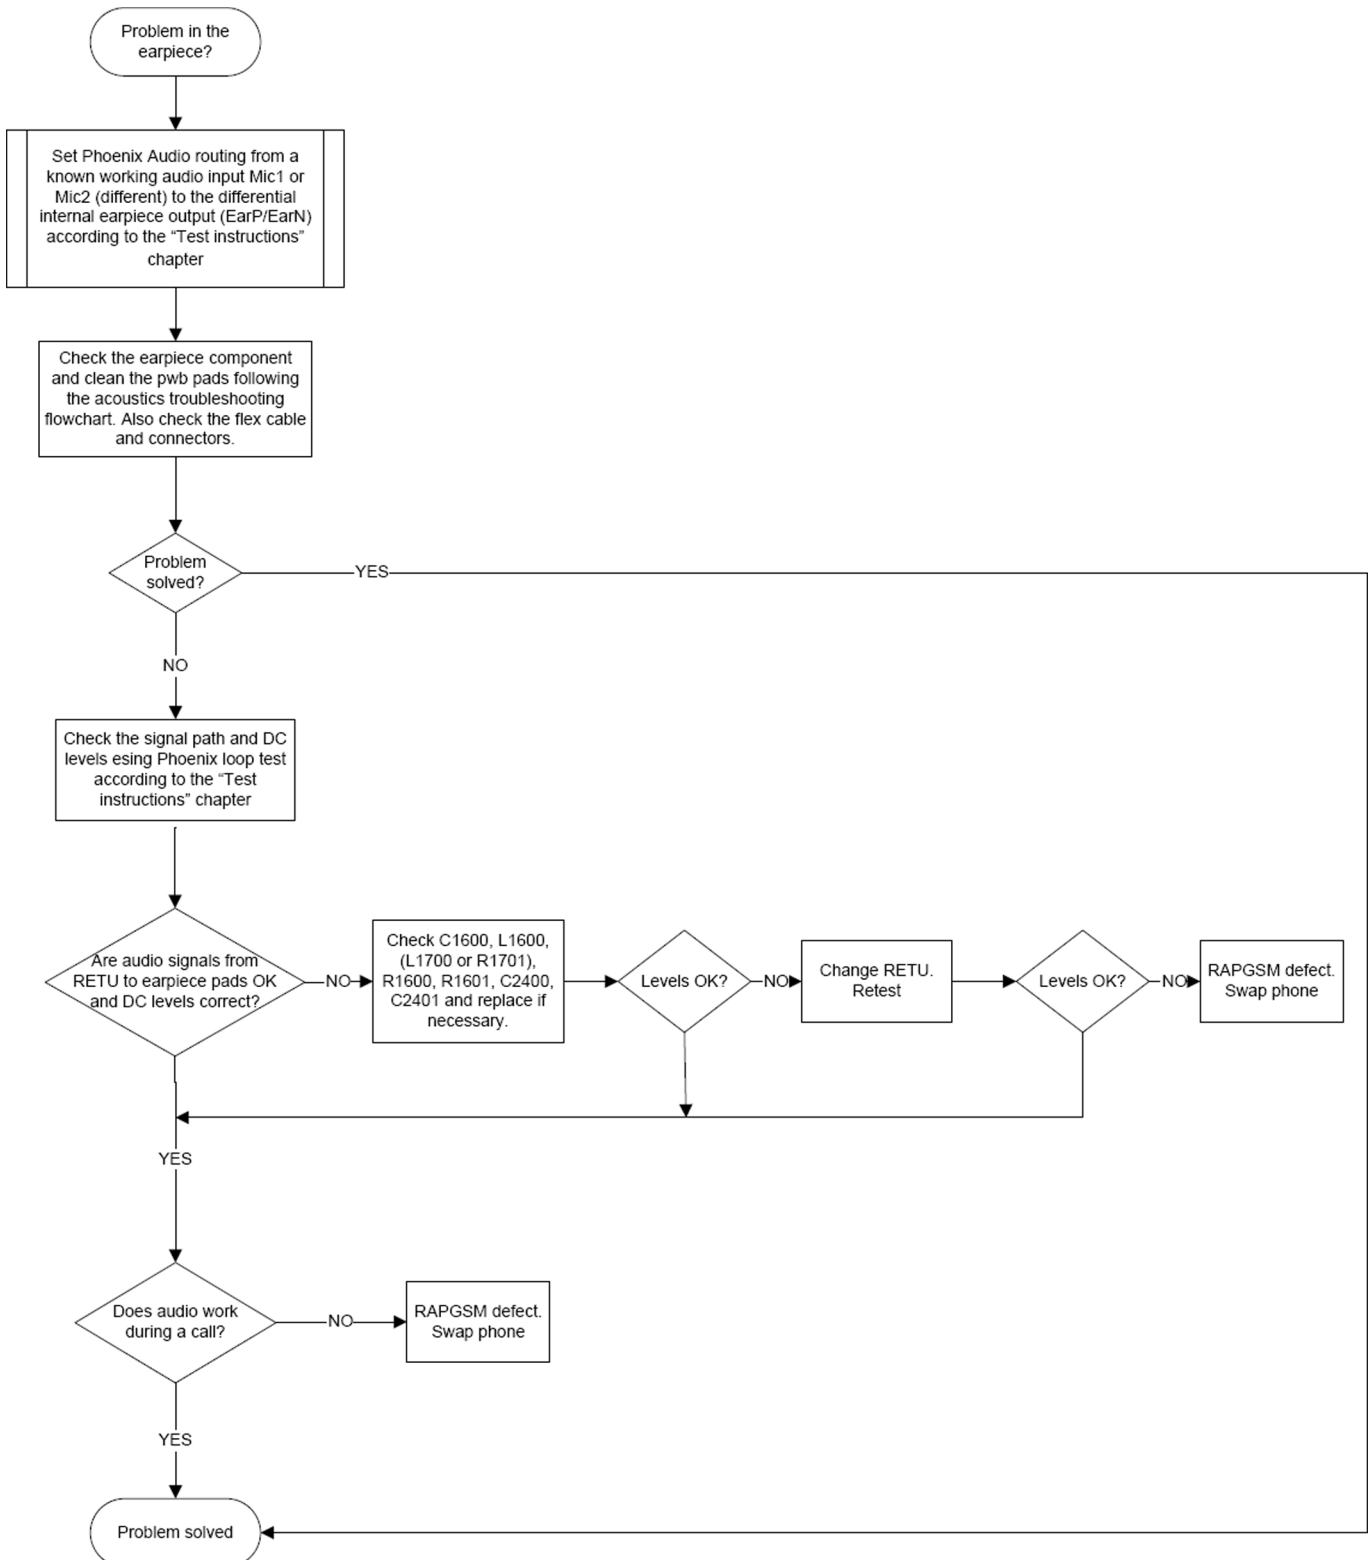 Problem in the
earpiece?
Set Phoenix Audio routing from a
known working audio input Mic1 or
Mic2 (different) to the differential
internal earpiece output (EarP/EarN)
according to the “Test instructions”
chapter
Check the earpiece component
and clean the pwb pads following
the acoustics troubleshooting
flowchart. Also check the flex cable
and connectors.
Problem
solved?
YES
NO
Check the signal path and DC
levels esing Phoenix loop test
according to the “Test
instructions” chapter
Are audio signals from
RETU to earpiece pads OK
and DC levels correct?
NO
Check C1600, L1600,
(L1700 or R1701),
R1600, R1601, C2400,
C2401 and replace if
necessary.
Levels OK?
NO
Change RETU.
Retest
Levels OK?
NO
RAPGSM defect.
Swap phone
YES
Does audio work
during a call?
NO
RAPGSM defect.
Swap phone
YES
Problem solved